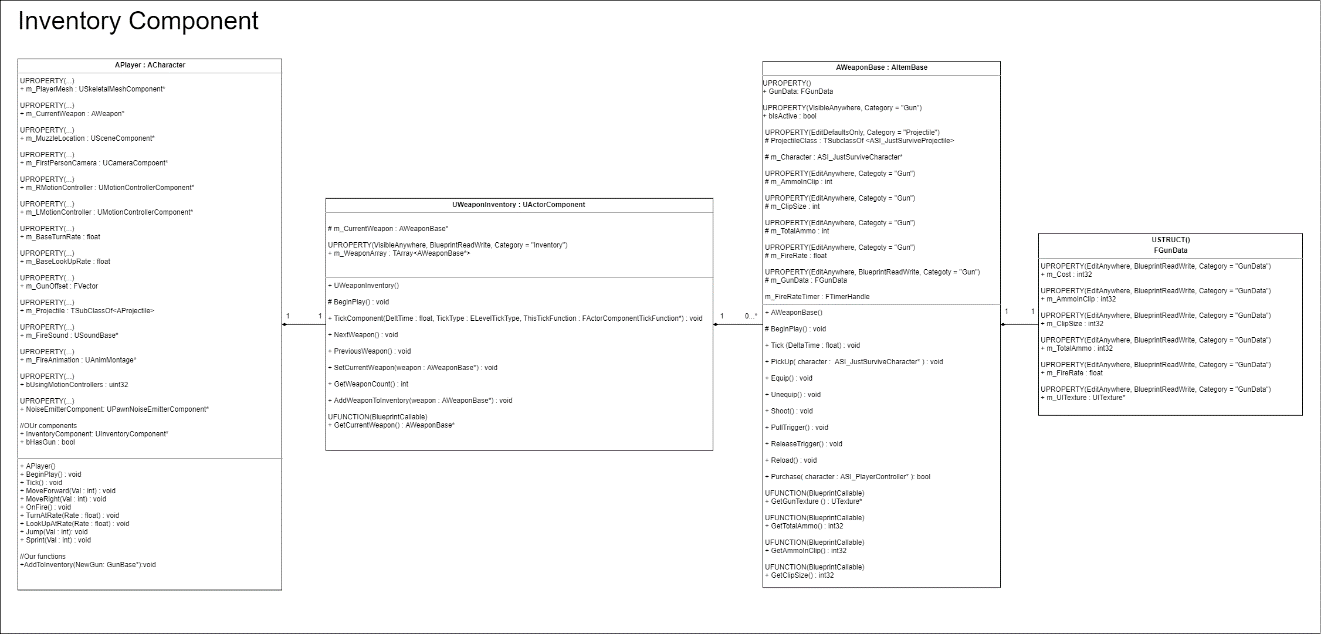 Inventory Component
APlayer : ACharacter
UPROPERTY(...)
+ m_PlayerMesh : USkeletalMeshComponent*
UPROPERTY(...)
+ m_CurrentWeapon : AWeapon*
UPROPERTY(...)
+ m_MuzzleLocation : USceneComponent*
UPROPERTY(...)
+ m_FirstPersonCamera : UCameraCompoent*
UPROPERTY(...)
+ m_RMotionController : UMotionControllerComponent*
UPROPERTY(...)
+ m_LMotionController : UMotionControllerComponent*
UPROPERTY(...)
+ m_BaseTurnRate : float
UPROPERTY(...)
+ m_BaseLookUpRate : float
UPROPERTY(...)
+ m_GunOffset : FVector
UPROPERTY(...)
+ m_Projectile : TSubClassOf<AProjectile>
UPROPERTY(...)
+ m_FireSound : USoundBase*
UPROPERTY(...)
+ m_FireAnimation : UAnimMontage*
UPROPERTY(...)
+ bUsingMotionControllers : uint32
UPROPERTY(...)
+ NoiseEmitterComponent: UPawnNoiseEmitterComponent*
//OUr components
+ InventoryComponent: UInventoryComponent*
+ bHasGun : bool
+ APlayer()
+ BeginPlay() : void
+ Tick() : void
+ MoveForward(Val : int) : void
+ MoveRight(Val : int) : void
+ OnFire() : void
+ TurnAtRate(Rate : float) : void
+ LookUpAtRate(Rate : float) : void
+ Jump(Val : int): void
+ Sprint(Val : int) : void
//Our functions
+AddToInventory(NewGun: GunBase*):void
1
1
UWeaponInventory : UActorComponent
# m_CurrentWeapon : AWeaponBase*
UPROPERTY(VisibleAnywhere, BlueprintReadWrite, Category = "Inventory")
+ m_WeaponArray : TArray<AWeaponBase*>
+ UWeaponInventory()
# BeginPlay() : void
+ TickComponent(DeltTime : float, TickType : ELevelTickType, ThisTickFunction : FActorComponentTickFunction*) : void
+ NextWeapon() : void
+ PreviousWeapon() : void
+ SetCurrentWeapon(weapon : AWeaponBase*) : void
+ GetWeaponCount() : int
+ AddWeaponToInventory(weapon : AWeaponBase*) : void
UFUNCTION(BlueprintCallable)
+ GetCurrentWeapon() : AWeaponBase*
1
0...*
AWeaponBase : AItemBase
UPROPERTY()
+ GunData: FGunData
UPROPERTY(VisibleAnywhere, Category = "Gun")
+ bIsActive : bool
UPROPERTY(EditDefaultsOnly, Category = "Projectile")
# ProjectileClass : TSubclassOf <ASI_JustSurviveProjectile>
# m_Character : ASI_JustSurviveCharacter*
UPROPERTY(EditAnywhere, Categoty = "Gun")
# m_AmmoInClip : int
UPROPERTY(EditAnywhere, Categoty = "Gun")
# m_ClipSize : int
UPROPERTY(EditAnywhere, Categoty = "Gun")
# m_TotalAmmo : int
UPROPERTY(EditAnywhere, Categoty = "Gun")
# m_FireRate : float
UPROPERTY(EditAnywhere, BlueprintReadWrite, Categoty = "Gun")
# m_GunData : FGunData
m_FireRateTimer : FTimerHandle
+ AWeaponBase()
# BeginPlay() : void
+ Tick (DeltaTime : float) : void
+ PickUp( character : ASI_JustSurviveCharacter* ) : void
+ Equip() : void
+ Unequip() : void
+ Shoot() : void
+ PullTrigger() : void
+ ReleaseTrigger() : void
+ Reload() : void
+ Purchase( character : ASI_PlayerController* ): bool
UFUNCTION(BlueprintCallable)
+ GetGunTexture () : UTexture*
UFUNCTION(BlueprintCallable)
+ GetTotalAmmo() : int32
UFUNCTION(BlueprintCallable)
+ GetAmmoInClip() : int32
UFUNCTION(BlueprintCallable)
+ GetClipSize() : int32
1
1
USTRUCT()
FGunData
UPROPERTY(EditAnywhere, BlueprintReadWrite, Category = "GunData")
+ m_Cost : int32
UPROPERTY(EditAnywhere, BlueprintReadWrite, Category = "GunData")
+ m_AmmoInClip : int32
UPROPERTY(EditAnywhere, BlueprintReadWrite, Category = "GunData")
+ m_ClipSize : int32
UPROPERTY(EditAnywhere, BlueprintReadWrite, Category = "GunData")
+ m_TotalAmmo : int32
UPROPERTY(EditAnywhere, BlueprintReadWrite, Category = "GunData")
+ m_FireRate : float
UPROPERTY(EditAnywhere, BlueprintReadWrite, Category = "GunData")
+ m_UITexture : UITexture*